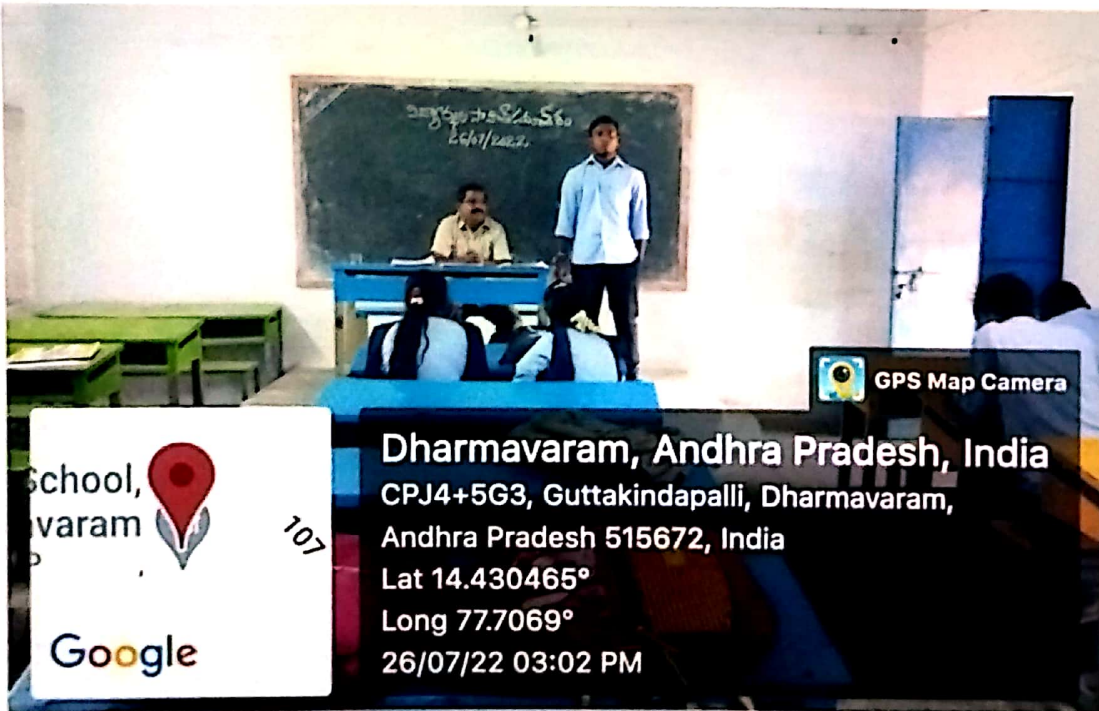 26/07/2022.
GPS Map Camera
Dharmavaram, Andhra Pradesh, India
CPJ4+5G3, Guttakindapalli, Dharmavaram,
Andhra Pradesh 515672, India
Lat 14.430465°
Long 77.7069°
26/07/22 03:02 PM
School,
avaram
107
Google